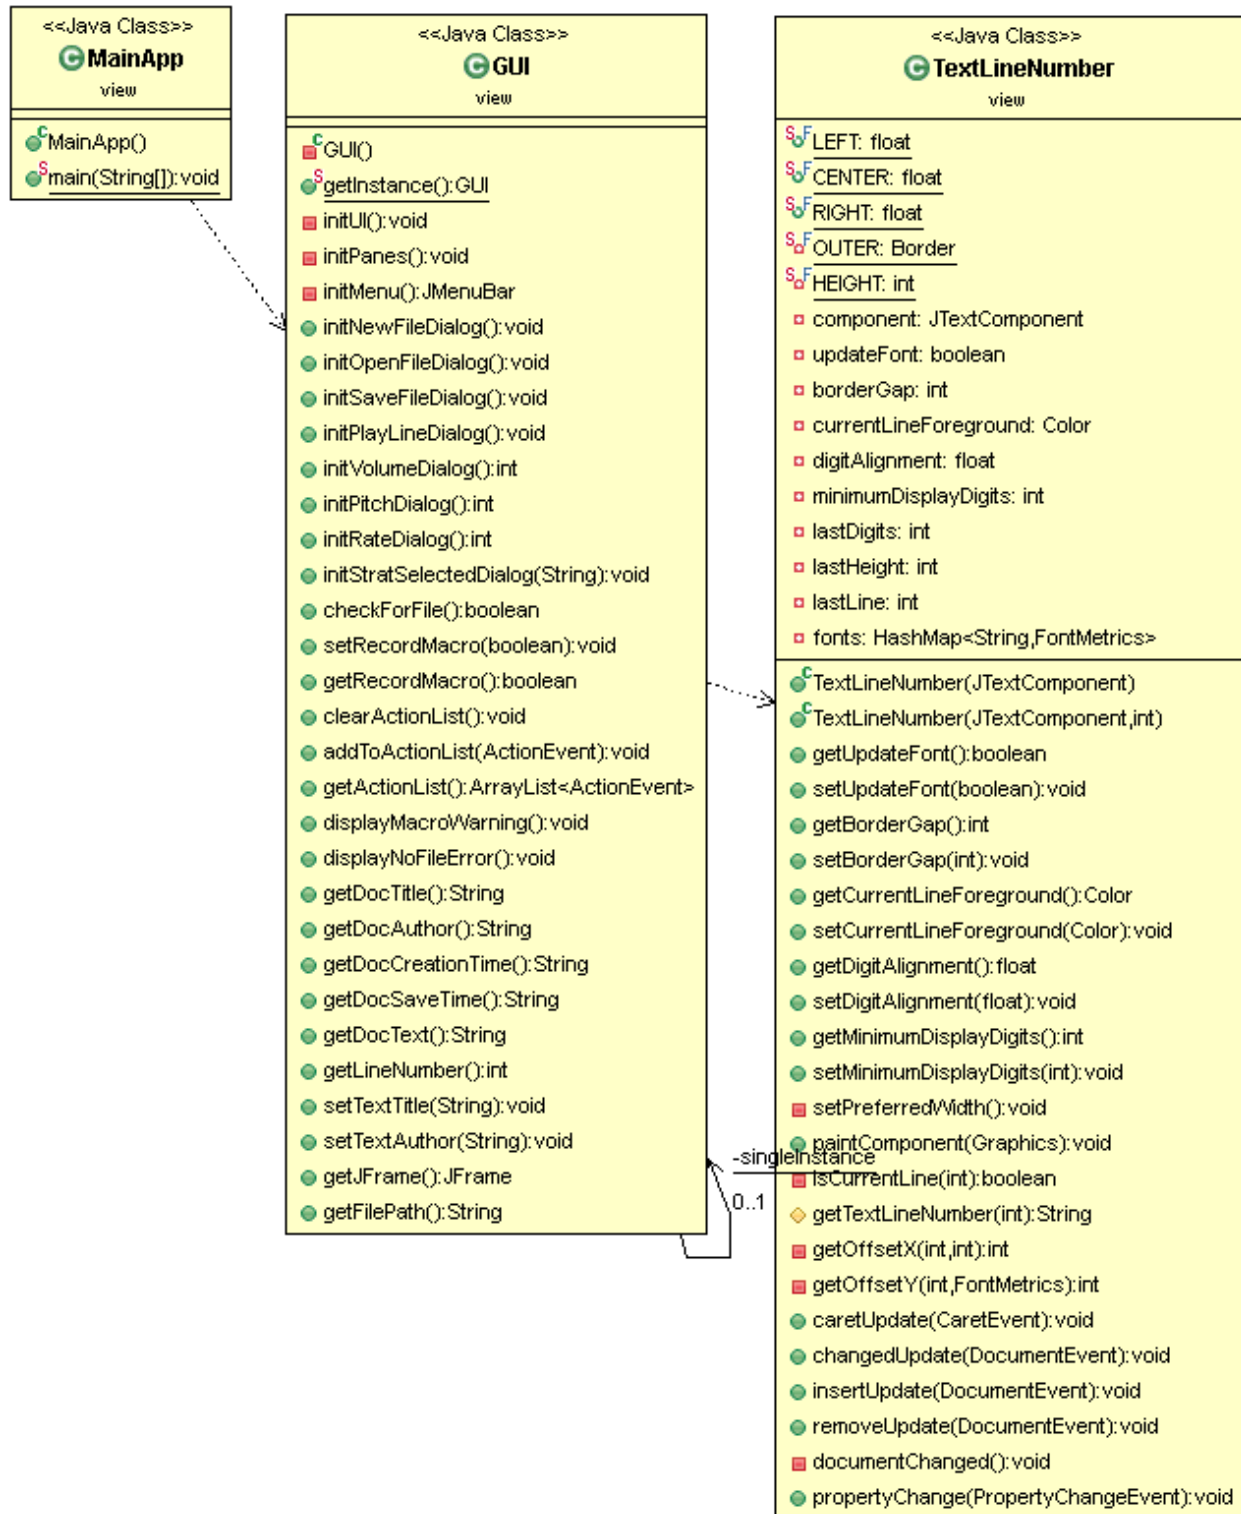 <<Java Class>>
MainApp
view
MainApp()
main(String[]):void
<<Java Class>>
GUI
view
GUI()
getInstance():GUI
initUI():void
initPanes():void
initMenu():JMenuBar
initNewFileDialog():void
initOpenFileDialog():void
initSaveFileDialog():void
initPlayLineDialog():void
initVolumeDialog():int
initPitchDialog():int
initRateDialog():int
initStratSelectedDialog(String):void
checkForFile():boolean
setRecordMacro(boolean):void
getRecordMacro():boolean
clearActionList():void
addToActionList(ActionEvent):void
getActionList():ArrayList<ActionEvent>
displayMacroWarning():void
displayNoFileError():void
getDocTitle():String
getDocAuthor():String
getDocCreationTime():String
getDocSaveTime():String
getDocText():String
getLineNumber():int
setTextTitle(String):void
setTextAuthor(String):void
getJFrame():JFrame
getFilePath():String
-singleInstance
0..1
<<Java Class>>
TextLineNumber
view
LEFT: float
CENTER: float
RIGHT: float
OUTER: Border
HEIGHT: int
component: JTextComponent
updateFont: boolean
borderGap: int
currentLineForeground: Color
digitAlignment: float
minimumDisplayDigits: int
lastDigits: int
lastHeight: int
lastLine: int
fonts: HashMap<String,FontMetrics>
TextLineNumber(JTextComponent)
TextLineNumber(JTextComponent,int)
getUpdateFont():boolean
setUpdateFont(boolean):void
getBorderGap():int
setBorderGap(int):void
getCurrentLineForeground():Color
setCurrentLineForeground(Color):void
getDigitAlignment():float
setDigitAlignment(float):void
getMinimumDisplayDigits():int
setMinimumDisplayDigits(int):void
setPreferredWidth():void
paintComponent(Graphics):void
isCurrentLine(int):boolean
getTextLineNumber(int):String
getOffsetX(int,int):int
getOffsetY(int,FontMetrics):int
caretUpdate(CaretEvent):void
changedUpdate(DocumentEvent):void
insertUpdate(DocumentEvent):void
removeUpdate(DocumentEvent):void
documentChanged():void
propertyChange(PropertyChangeEvent):void